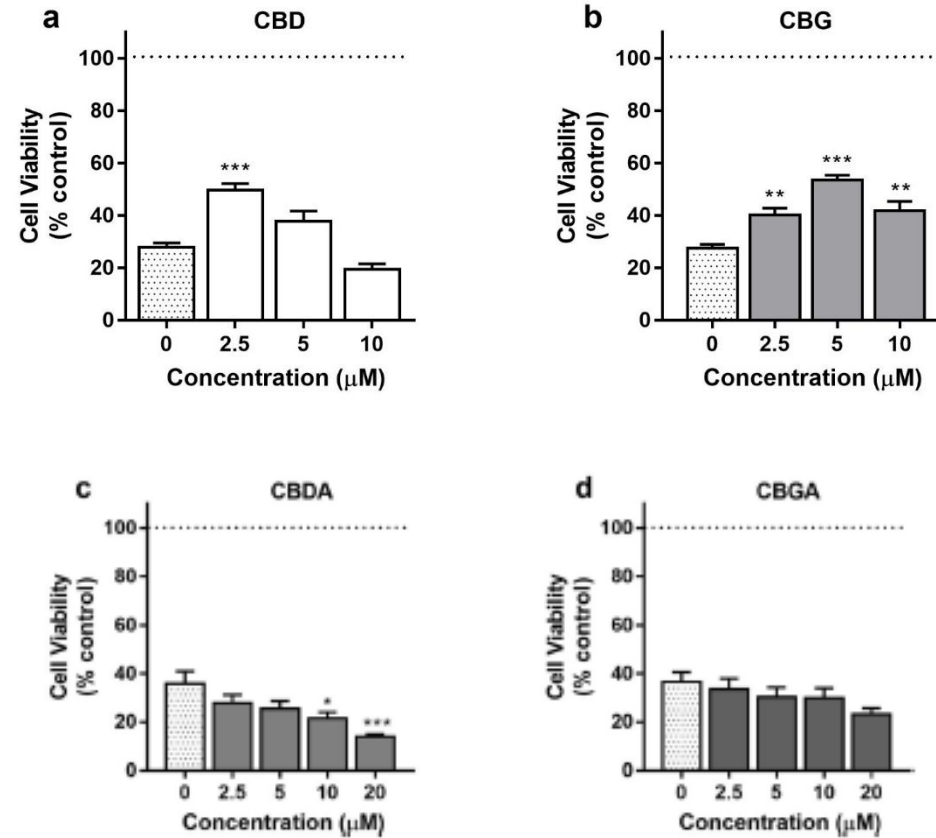 a
CBD
Cell Viability
(% control)
100
80
60
40
20
0
***
0 2.5 5 10
Concentration (μM)
b
CBG
Cell Viability
(% control)
100
80
60
40
20
0
** *** **
0 2.5 5 10
Concentration (μM)
c
CBDA
Cell Viability
(% control)
100
80
60
40
20
0
* ***
0 2.5 5 10 20
Concentration (μM)
d
CBGA
Cell Viability
(% control)
100
80
60
40
20
0
0 2.5 5 10 20
Concentration (μM)